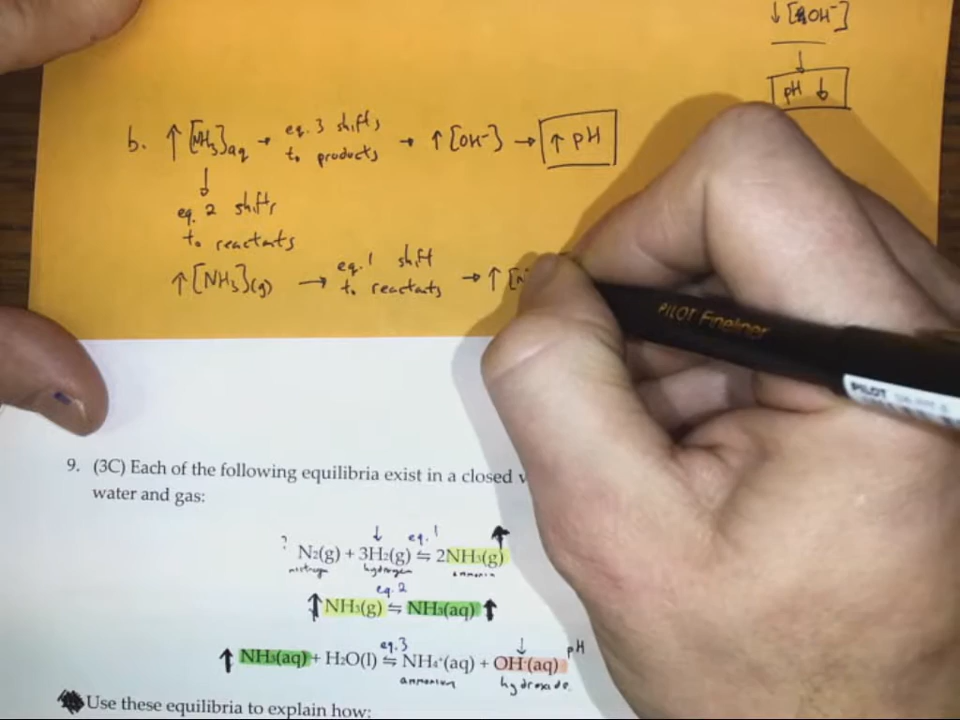 ↓ [OH⁻]
↓
pH ↓
b. ↑ [NH₃]aq → eq. 3 shifts to products → ↑ [OH⁻] → ↑ pH
↓
eq. 2 shifts
to reactants
↑ [NH₃](g) → eq. 1 shift to reactants → ↑ [N
PILOT Fineliner
PILOT
9. (3C) Each of the following equilibria exist in a closed
water and gas:
? ↓ eq. 1 ↑
N₂(g) + 3H₂(g) ⇌ 2NH₃(g)
nitrogen hydrogen ammonia
eq. 2
↑ NH₃(g) ⇌ NH₃(aq) ↑
eq. 3 ↓ pH
↑ NH₃(aq) + H₂O(l) ⇌ NH₄⁺(aq) + OH⁻(aq)
ammonium hydroxide
Use these equilibria to explain how: